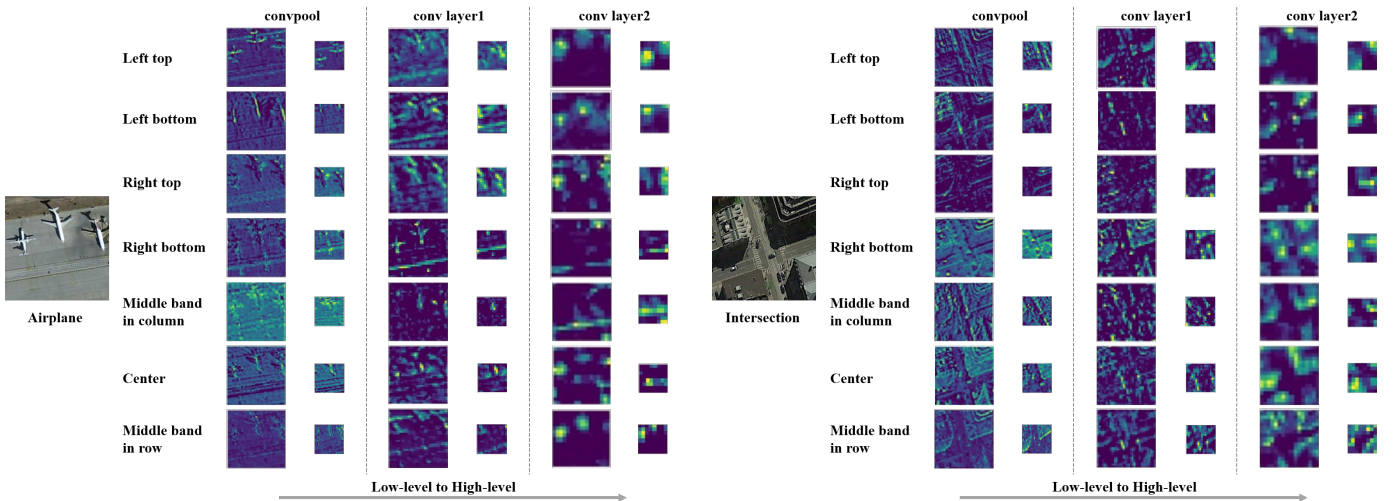 convpool conv layer1 conv layer2
Left top
Left bottom
Right top
Right bottom
Middle band
in column
Center
Middle band
in row
Airplane
Low-level to High-level
convpool conv layer1 conv layer2
Left top
Left bottom
Right top
Right bottom
Middle band
in column
Center
Middle band
in row
Intersection
Low-level to High-level